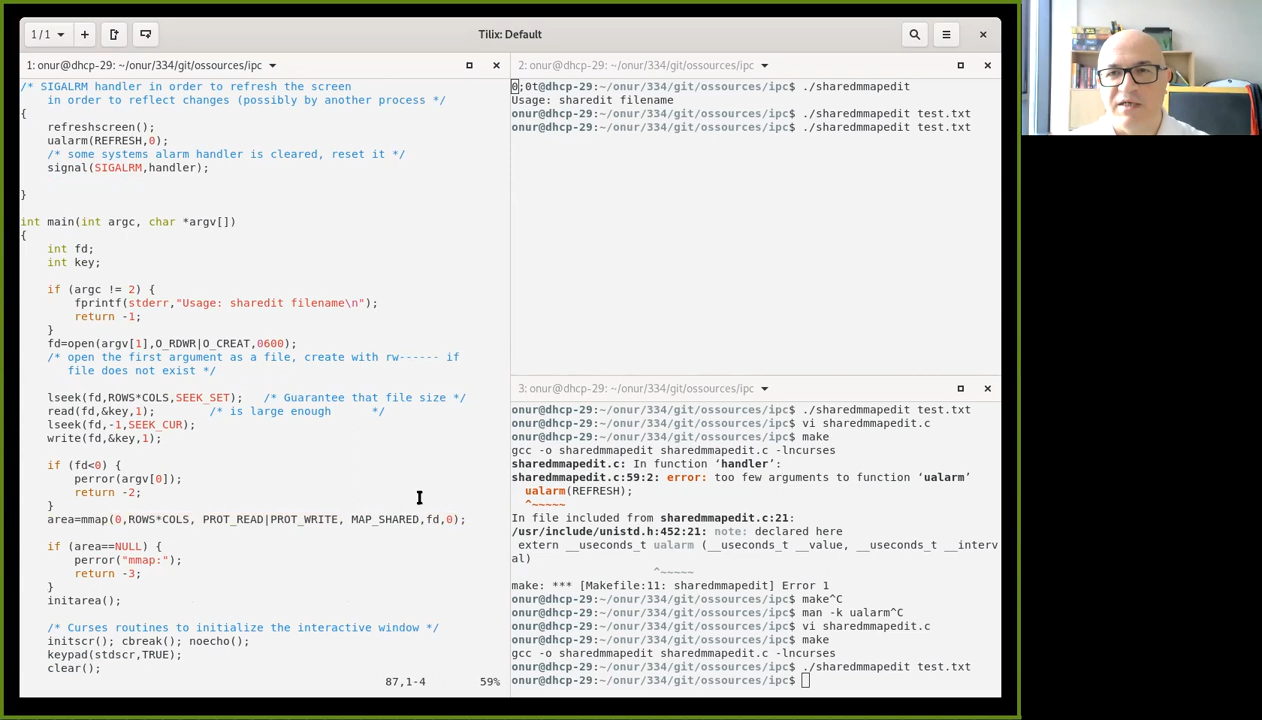 1 / 1
Tilix: Default
1: onur@dhcp-29: ~/onur/334/git/ossources/ipc
/* SIGALRM handler in order to refresh the screen
    in order to reflect changes (possibly by another process */
{
    refreshscreen();
    ualarm(REFRESH,0);
    /* some systems alarm handler is cleared, reset it */
    signal(SIGALRM,handler);
}
int main(int argc, char *argv[])
{
    int fd;
    int key;
    if (argc != 2) {
        fprintf(stderr,"Usage: sharedit filename\n");
        return -1;
    }
    fd=open(argv[1],O_RDWR|O_CREAT,0600);
    /* open the first argument as a file, create with rw------ if
       file does not exist */
    lseek(fd,ROWS*COLS,SEEK_SET);   /* Guarantee that file size */
    read(fd,&key,1);        /* is large enough      */
    lseek(fd,-1,SEEK_CUR);
    write(fd,&key,1);
    if (fd<0) {
        perror(argv[0]);
        return -2;
    }
    area=mmap(0,ROWS*COLS, PROT_READ|PROT_WRITE, MAP_SHARED,fd,0);
    if (area==NULL) {
        perror("mmap:");
        return -3;
    }
    initarea();
    /* Curses routines to initialize the interactive window */
    initscr(); cbreak(); noecho();
    keypad(stdscr,TRUE);
    clear();
87,1-4        59%
2: onur@dhcp-29: ~/onur/334/git/ossources/ipc
0;0t@dhcp-29:~/onur/334/git/ossources/ipc$ ./sharedmmapedit
Usage: sharedit filename
onur@dhcp-29:~/onur/334/git/ossources/ipc$ ./sharedmmapedit test.txt
onur@dhcp-29:~/onur/334/git/ossources/ipc$ ./sharedmmapedit test.txt
3: onur@dhcp-29: ~/onur/334/git/ossources/ipc
onur@dhcp-29:~/onur/334/git/ossources/ipc$ ./sharedmmapedit test.txt
onur@dhcp-29:~/onur/334/git/ossources/ipc$ vi sharedmmapedit.c
onur@dhcp-29:~/onur/334/git/ossources/ipc$ make
gcc -o sharedmmapedit sharedmmapedit.c -lncurses
sharedmmapedit.c: In function ‘handler’:
sharedmmapedit.c:59:2: error: too few arguments to function ‘ualarm’
  ualarm(REFRESH);
  ^~~~~~
In file included from sharedmmapedit.c:21:
/usr/include/unistd.h:452:21: note: declared here
 extern __useconds_t ualarm (__useconds_t __value, __useconds_t __interv
al)
                     ^~~~~~
make: *** [Makefile:11: sharedmmapedit] Error 1
onur@dhcp-29:~/onur/334/git/ossources/ipc$ make^C
onur@dhcp-29:~/onur/334/git/ossources/ipc$ man -k ualarm^C
onur@dhcp-29:~/onur/334/git/ossources/ipc$ vi sharedmmapedit.c
onur@dhcp-29:~/onur/334/git/ossources/ipc$ make
gcc -o sharedmmapedit sharedmmapedit.c -lncurses
onur@dhcp-29:~/onur/334/git/ossources/ipc$ ./sharedmmapedit test.txt
onur@dhcp-29:~/onur/334/git/ossources/ipc$